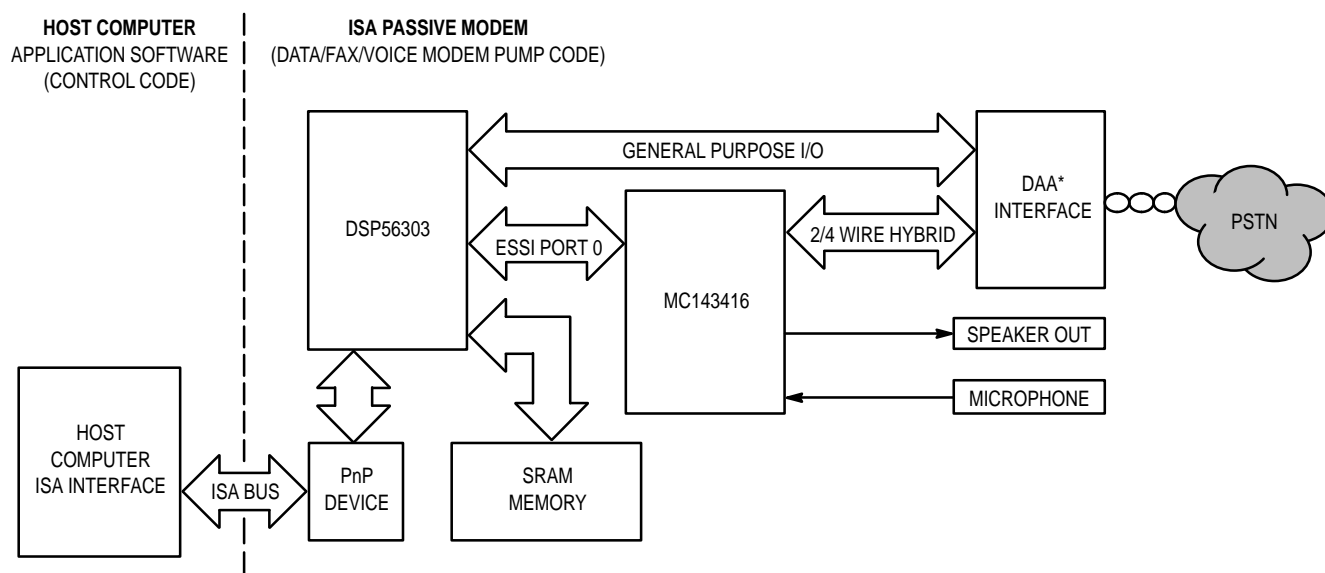 HOST COMPUTER
APPLICATION SOFTWARE
(CONTROL CODE)
ISA PASSIVE MODEM
(DATA/FAX/VOICE MODEM PUMP CODE)
DSP56303
GENERAL PURPOSE I/O
DAA*
INTERFACE
PSTN
ESSI PORT 0
2/4 WIRE HYBRID
MC143416
SPEAKER OUT
MICROPHONE
HOST
COMPUTER
ISA INTERFACE
ISA BUS
PnP
DEVICE
SRAM
MEMORY